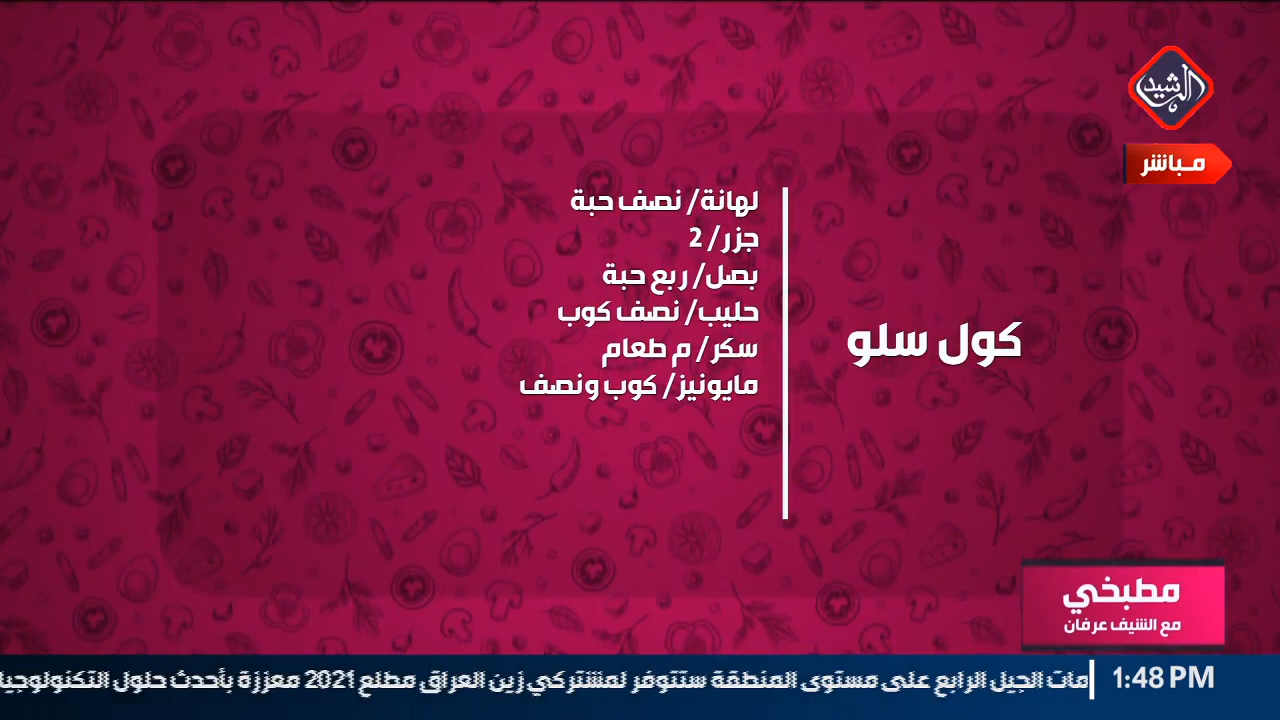 الرشيد
مباشر
كول سلو
لهانة/ نصف حبة
جزر/ 2
بصل/ ربع حبة
حليب/ نصف كوب
سكر/ م طعام
مايونيز/ كوب ونصف
مطبخي
مع الشيف عرفان
1:48 PM
مات الجيل الرابع على مستوى المنطقة ستتوفر لمشتركي زين العراق مطلع 2021 معززة بأحدث حلول التكنولوجيا